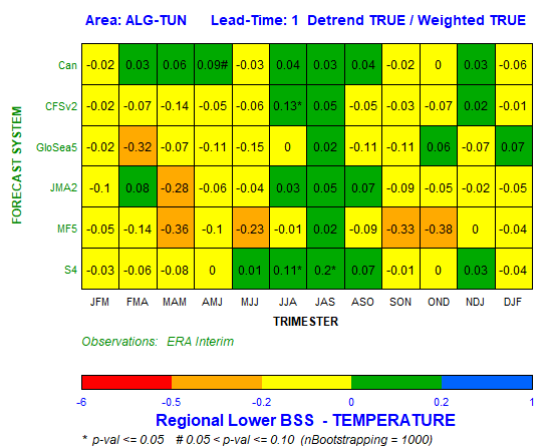 Area: ALG-TUN Lead-Time: 1 Detrend TRUE / Weighted TRUE
FORECAST SYSTEM
Can -0.02 0.03 0.06 0.09# -0.03 0.04 0.03 0.04 -0.02 0 0.03 -0.06
CFSv2 -0.02 -0.07 -0.14 -0.05 -0.06 0.13* 0.05 -0.05 -0.03 -0.07 0.02 -0.01
GloSea5 -0.02 -0.32 -0.07 -0.11 -0.15 0 0.02 -0.11 -0.11 0.06 -0.07 0.07
JMA2 -0.1 0.08 -0.28 -0.06 -0.04 0.03 0.05 0.07 -0.09 -0.05 -0.02 -0.05
MF5 -0.05 -0.14 -0.36 -0.1 -0.23 -0.01 0.02 -0.09 -0.33 -0.38 0 -0.04
S4 -0.03 -0.06 -0.08 0 0.01 0.11* 0.2* 0.07 -0.01 0 0.03 -0.04
JFM FMA MAM AMJ MJJ JJA JAS ASO SON OND NDJ DJF
TRIMESTER
Observations: ERA Interim
-6 -0.5 -0.2 0 0.2 1
Regional Lower BSS - TEMPERATURE
* p-val <= 0.05 # 0.05 < p-val <= 0.10 (nBootstrapping = 1000)